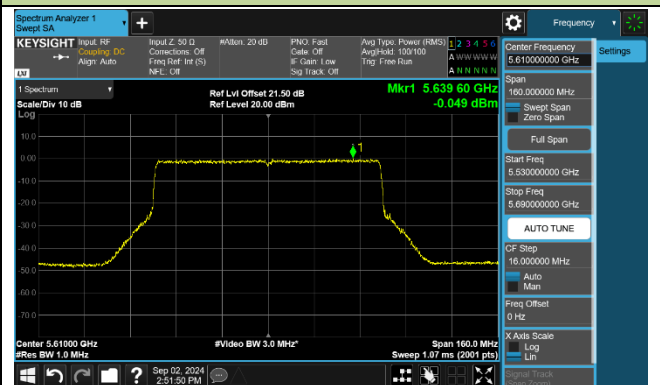 Spectrum Analyzer 1
Swept SA
Frequency
KEYSIGHT
Input: RF
Coupling: DC
Align: Auto
Input Z: 50 Ω
Corrections: Off
Freq Ref: Int (S)
NFE: Off
#Atten: 20 dB
PNO: Fast
Gate: Off
IF Gain: Low
Sig Track: Off
Avg Type: Power (RMS)
Avg|Hold: 100/100
Trig: Free Run
1 2 3 4 5 6
A W W W W W
A N N N N N
LXI
Center Frequency
5.610000000 GHz
Settings
Span
160.000000 MHz
Swept Span
Zero Span
Full Span
Start Freq
5.530000000 GHz
Stop Freq
5.690000000 GHz
AUTO TUNE
CF Step
16.000000 MHz
Auto
Man
Freq Offset
0 Hz
X Axis Scale
Log
Lin
Signal Track
(Span Zoom)
1 Spectrum
Scale/Div 10 dB
Log
Ref Lvl Offset 21.50 dB
Ref Level 20.00 dBm
Mkr1 5.639 60 GHz
-0.049 dBm
1
10.0
0.00
-10.0
-20.0
-30.0
-40.0
-50.0
-60.0
-70.0
Center 5.61000 GHz
#Res BW 1.0 MHz
#Video BW 3.0 MHz*
Span 160.0 MHz
Sweep 1.07 ms (2001 pts)
?
Sep 02, 2024
2:51:50 PM